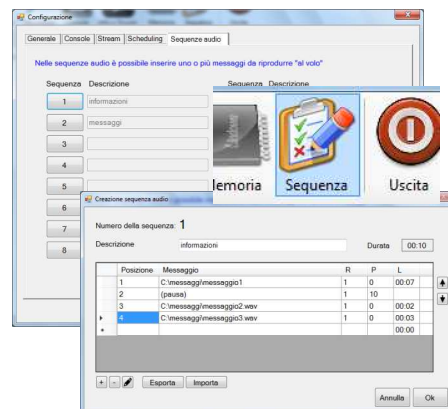 Configurazione
Generale Console Stream Scheduling Sequenze audio
Nelle sequenze audio è possibile inserire uno o più messaggi da riprodurre "al volo"
Sequenza Descrizione Sequenza Descrizione
1 informazioni
2 messaggi
3
4
5
6
7
8
Memoria Sequenza Uscita
Creazione sequenza audio
Numero della sequenza: 1
Descrizione informazioni Durata 00:10
Posizione Messaggio R P L
1 C:\messaggi\messaggio1 1 0 00:07
2 (pausa) 1 10
3 C:\messaggi\messaggio2.wav 1 0 00:02
4 C:\messaggi\messaggio3.wav 1 0 00:03
00:00
+ - Esporta Importa
Annulla Ok